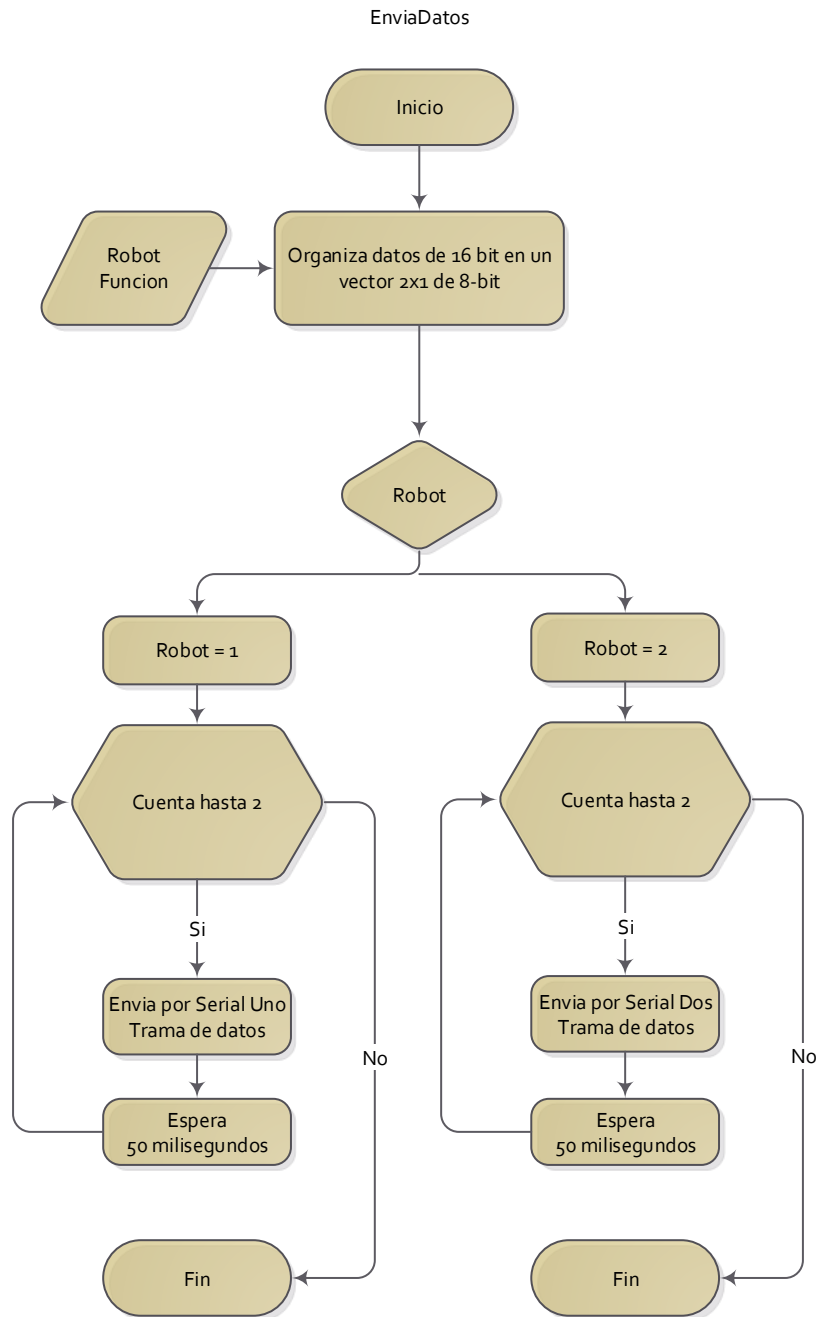 EnviaDatos
Inicio
Robot
Funcion
Organiza datos de 16 bit en un
vector 2x1 de 8-bit
Robot
Robot = 1
Cuenta hasta 2
Si
Envia por Serial Uno
Trama de datos
No
Espera
50 milisegundos
Fin
Robot = 2
Cuenta hasta 2
Si
Envia por Serial Dos
Trama de datos
No
Espera
50 milisegundos
Fin